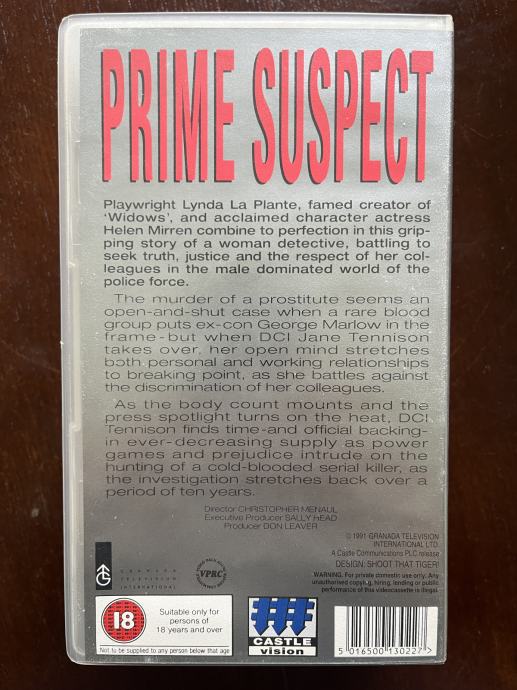 PRIME SUSPECT
Playwright Lynda La Plante, famed creator of
'Widows', and acclaimed character actress
Helen Mirren combine to perfection in this grip-
ping story of a woman detective, battling to
seek truth, justice and the respect of her col-
leagues in the male dominated world of the
police force.
The murder of a prostitute seems an
open-and-shut case when a rare blood
group puts ex-con George Marlow in the
frame-but when DCI Jane Tennison
takes over, her open mind stretches
both personal and working relationships
to breaking point, as she battles against
the discrimination of her colleagues.
As the body count mounts and the
press spotlight turns on the heat, DCI
Tennison finds time-and official backing-
in ever-decreasing supply as power
games and prejudice intrude on the
hunting of a cold-blooded serial killer, as
the investigation stretches back over a
period of ten years.
Director CHRISTOPHER MENAUL
Executive Producer SALLY HEAD
Producer DON LEAVER
© 1991 GRANADA TELEVISION
INTERNATIONAL LTD.
A Castle Communications PLC release
DESIGN: SHOOT THAT TIGER!
WARNING. For private domestic use only. Any
unauthorised copying, hiring, lending or public
performance of this videocassette is illegal.
GRANADA
TELEVISION
INTERNATIONAL
VPRC
18
Suitable only for
persons of
18 years and over
Not to be supplied to any person below that age
CASTLE
vision
5 016500 130227